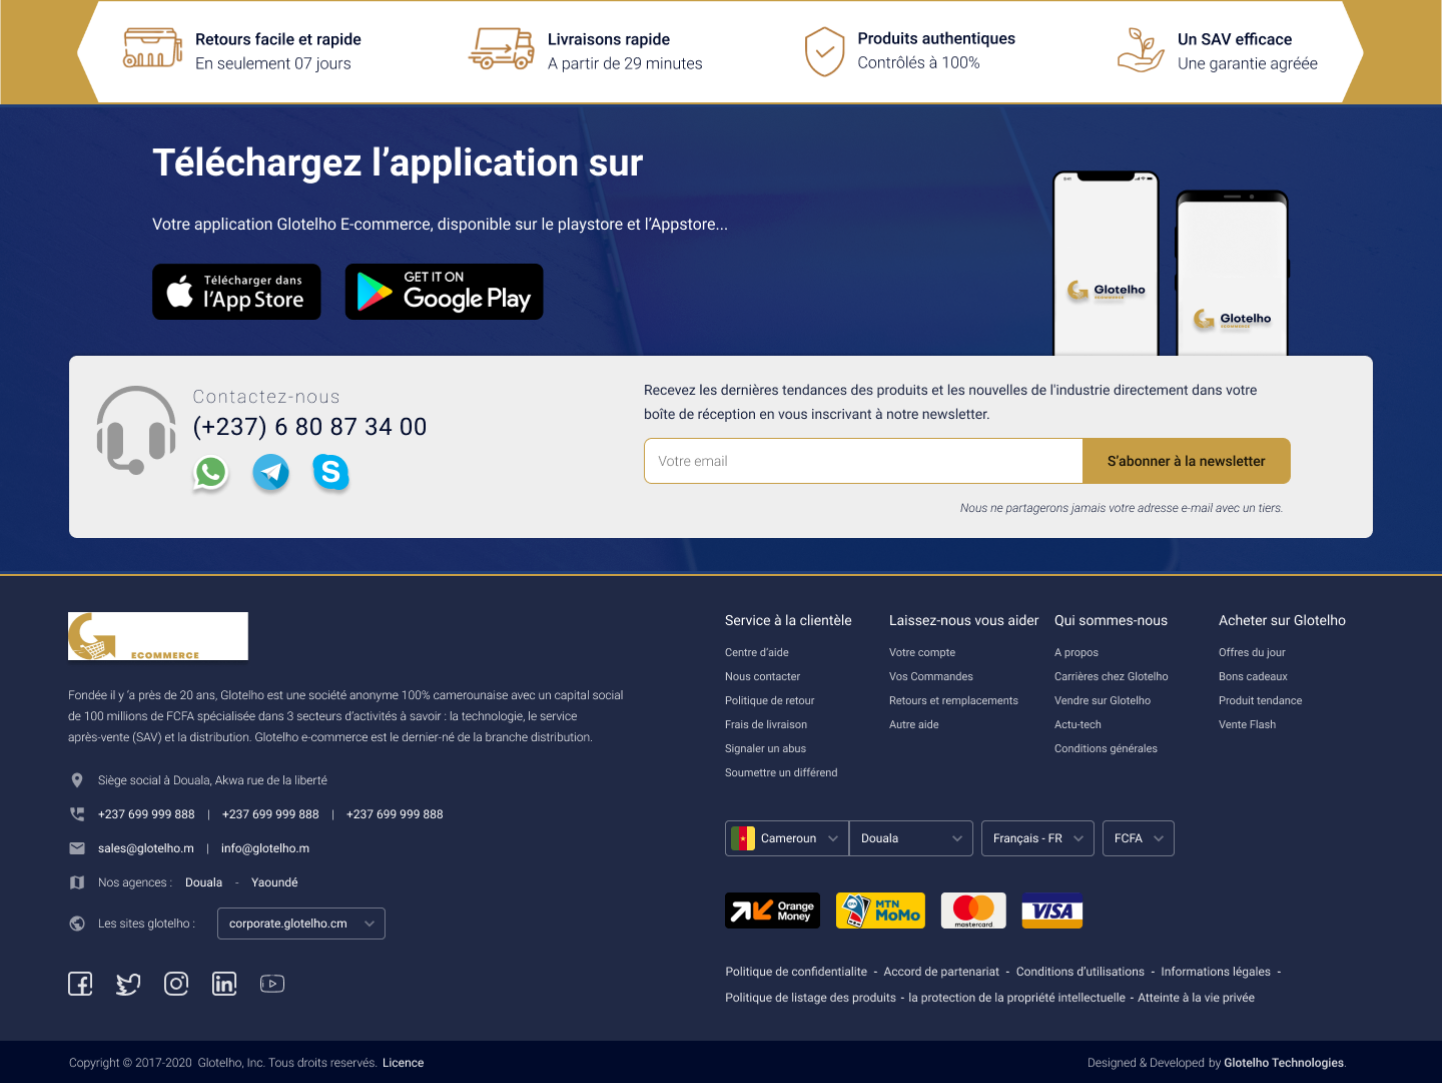 Retours facile et rapide
En seulement 07 jours
Livraisons rapide
A partir de 29 minutes
Produits authentiques
Contrôlés à 100%
Un SAV efficace
Une garantie agréée
Téléchargez l’application sur
Votre application Glotelho E-commerce, disponible sur le playstore et l’Appstore...
Télécharger dans
l’App Store
GET IT ON
Google Play
Glotelho
Glotelho
Contactez-nous
(+237) 6 80 87 34 00
Recevez les dernières tendances des produits et les nouvelles de l'industrie directement dans votre
boîte de réception en vous inscrivant à notre newsletter.
Votre email
S’abonner à la newsletter
Nous ne partagerons jamais votre adresse e-mail avec un tiers.
ECOMMERCE
Fondée il y ‘a près de 20 ans, Glotelho est une société anonyme 100% camerounaise avec un capital social
de 100 millions de FCFA spécialisée dans 3 secteurs d’activités à savoir : la technologie, le service
après-vente (SAV) et la distribution. Glotelho e-commerce est le dernier-né de la branche distribution.
Siège social à Douala, Akwa rue de la liberté
+237 699 999 888 | +237 699 999 888 | +237 699 999 888
sales@glotelho.m | info@glotelho.m
Nos agences : Douala - Yaoundé
Les sites glotelho : corporate.glotelho.cm
Service à la clientèle
Centre d’aide
Nous contacter
Politique de retour
Frais de livraison
Signaler un abus
Soumettre un différend
Laissez-nous vous aider
Votre compte
Vos Commandes
Retours et remplacements
Autre aide
Qui sommes-nous
A propos
Carrières chez Glotelho
Vendre sur Glotelho
Actu-tech
Conditions générales
Acheter sur Glotelho
Offres du jour
Bons cadeaux
Produit tendance
Vente Flash
Cameroun Douala Français - FR FCFA
Orange
Money
MTN
MoMo
mastercard
VISA
Politique de confidentialite - Accord de partenariat - Conditions d’utilisations - Informations légales -
Politique de listage des produits - la protection de la propriété intellectuelle - Atteinte à la vie privée
Copyright © 2017-2020 Glotelho, Inc. Tous droits reservés. Licence
Designed & Developed by Glotelho Technologies.